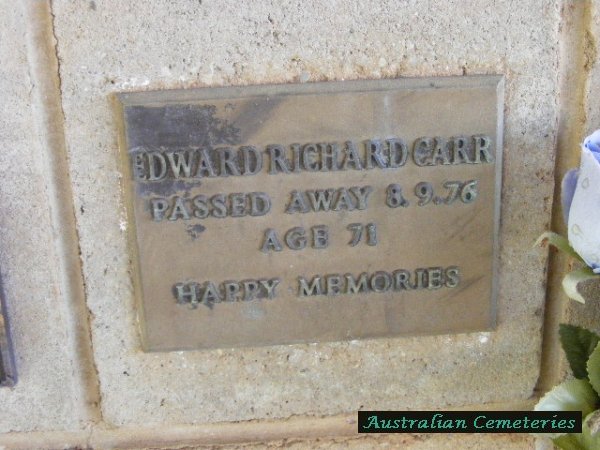 EDWARD RICHARD CARR
PASSED AWAY 8.9.76
AGE 71
HAPPY MEMORIES
Australian Cemeteries